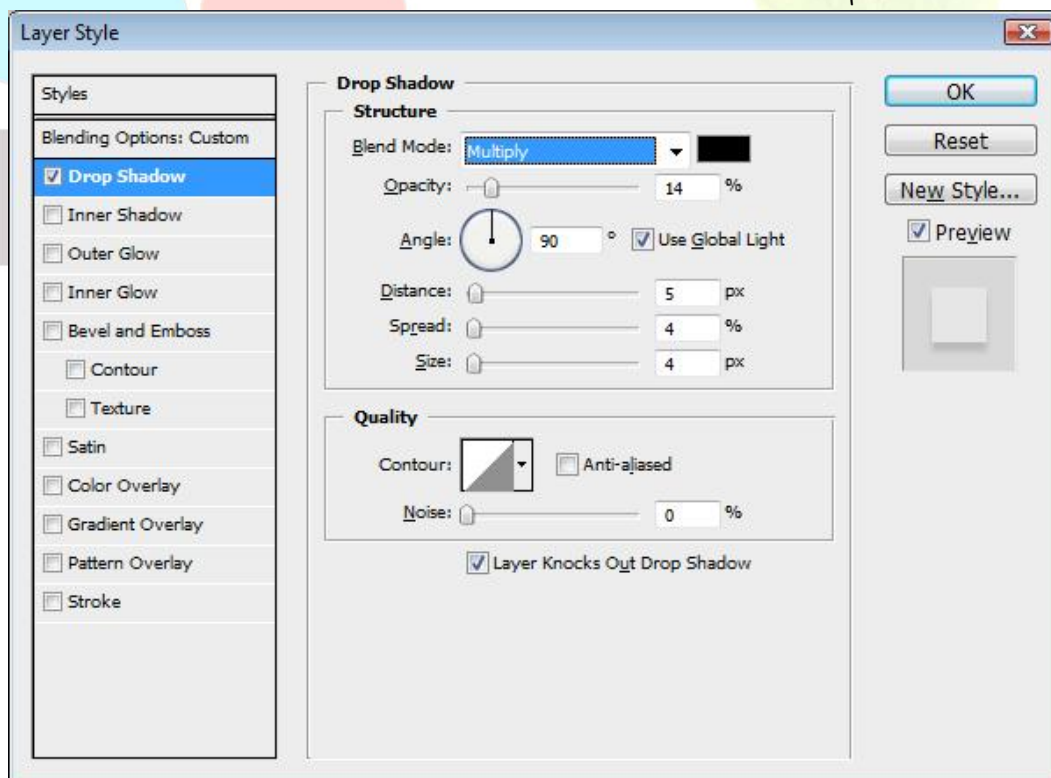 Layer Style
Styles
Blending Options: Custom
Drop Shadow
Inner Shadow
Outer Glow
Inner Glow
Bevel and Emboss
Contour
Texture
Satin
Color Overlay
Gradient Overlay
Pattern Overlay
Stroke
Drop Shadow
Structure
Blend Mode: Multiply
Opacity: 14 %
Angle: 90 ° Use Global Light
Distance: 5 px
Spread: 4 %
Size: 4 px
Quality
Contour: Anti-aliased
Noise: 0 %
Layer Knocks Out Drop Shadow
OK
Reset
New Style...
Preview